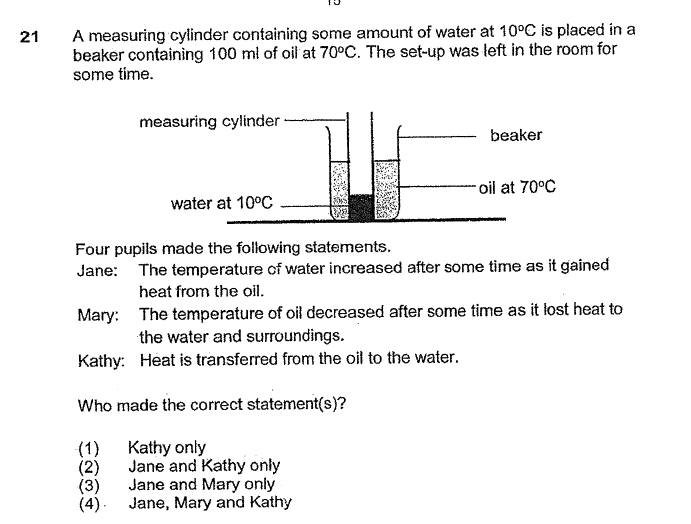 15
21 A measuring cylinder containing some amount of water at 10ºC is placed in a
beaker containing 100 ml of oil at 70ºC. The set-up was left in the room for
some time.
measuring cylinder
beaker
oil at 70ºC
water at 10ºC
Four pupils made the following statements.
Jane: The temperature of water increased after some time as it gained
heat from the oil.
Mary: The temperature of oil decreased after some time as it lost heat to
the water and surroundings.
Kathy: Heat is transferred from the oil to the water.
Who made the correct statement(s)?
(1) Kathy only
(2) Jane and Kathy only
(3) Jane and Mary only
(4) Jane, Mary and Kathy